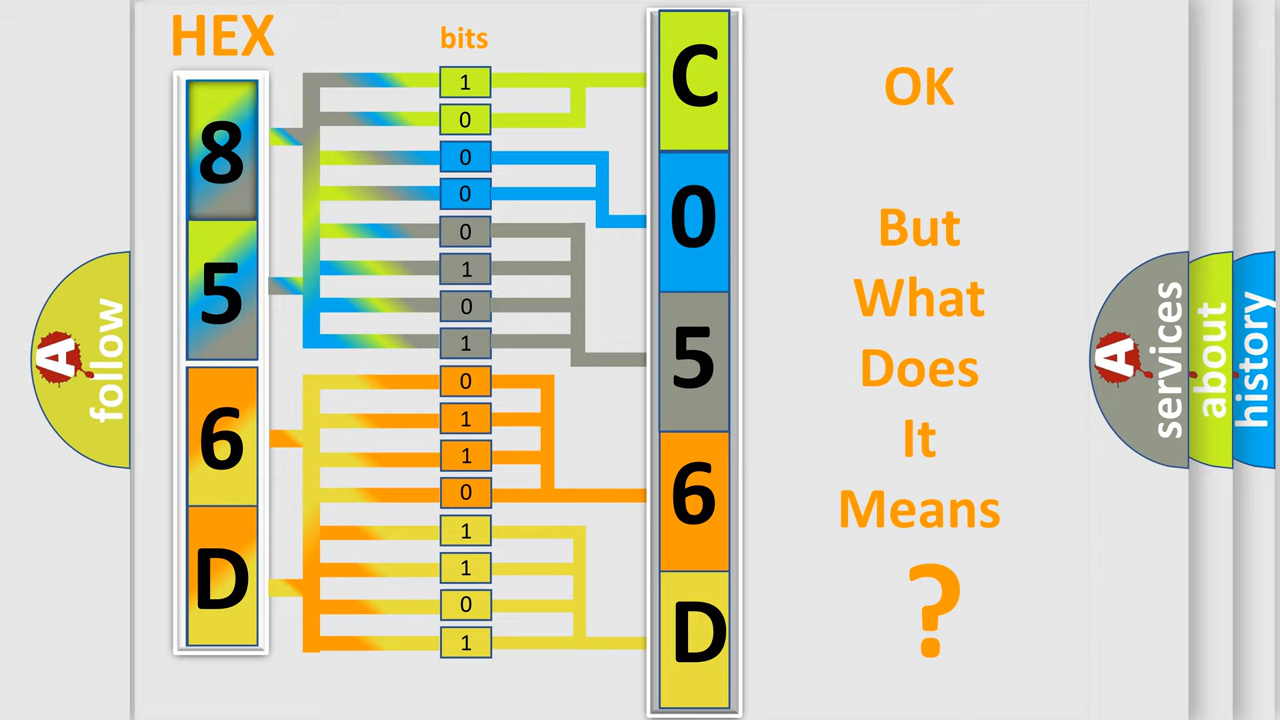 HEX
bits
8
5
6
D
1
0
0
0
0
1
0
1
0
1
1
0
1
1
0
1
C
0
5
6
D
OK
But
What
Does
It
Means
?
A
follow
A
services
about
history